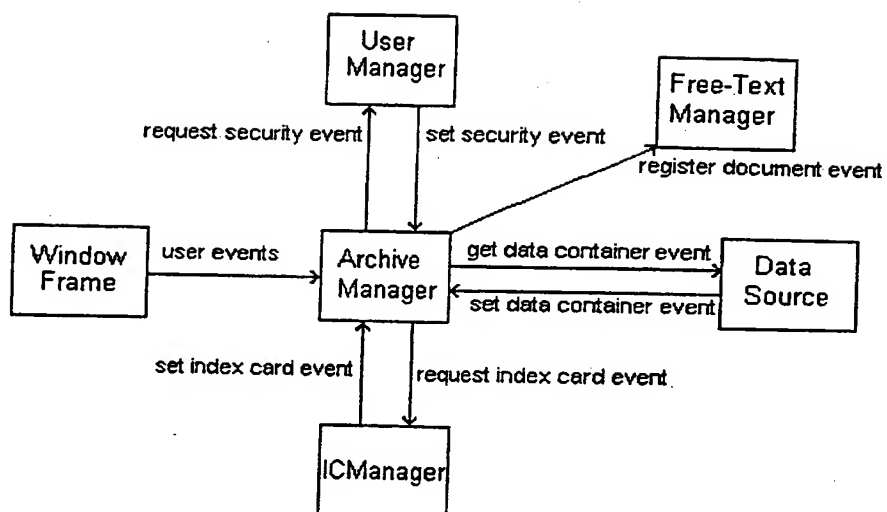 User
Manager
Free-Text
Manager
request security event
set security event
register document event
Window
Frame
user events
Archive
Manager
get data container event
set data container event
Data
Source
set index card event
request index card event
ICManager